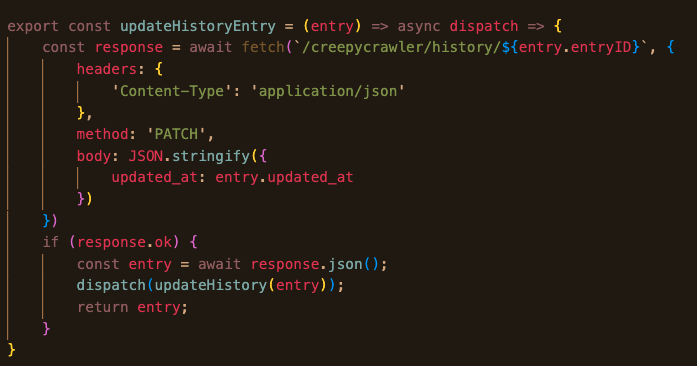 export const updateHistoryEntry = (entry) => async dispatch => {
    const response = await fetch(`/creepycrawler/history/${entry.entryID}`, {
        headers: {
            'Content-Type': 'application/json'
        },
        method: 'PATCH',
        body: JSON.stringify({
            updated_at: entry.updated_at
        })
    })
    if (response.ok) {
        const entry = await response.json();
        dispatch(updateHistory(entry));
        return entry;
    }
}